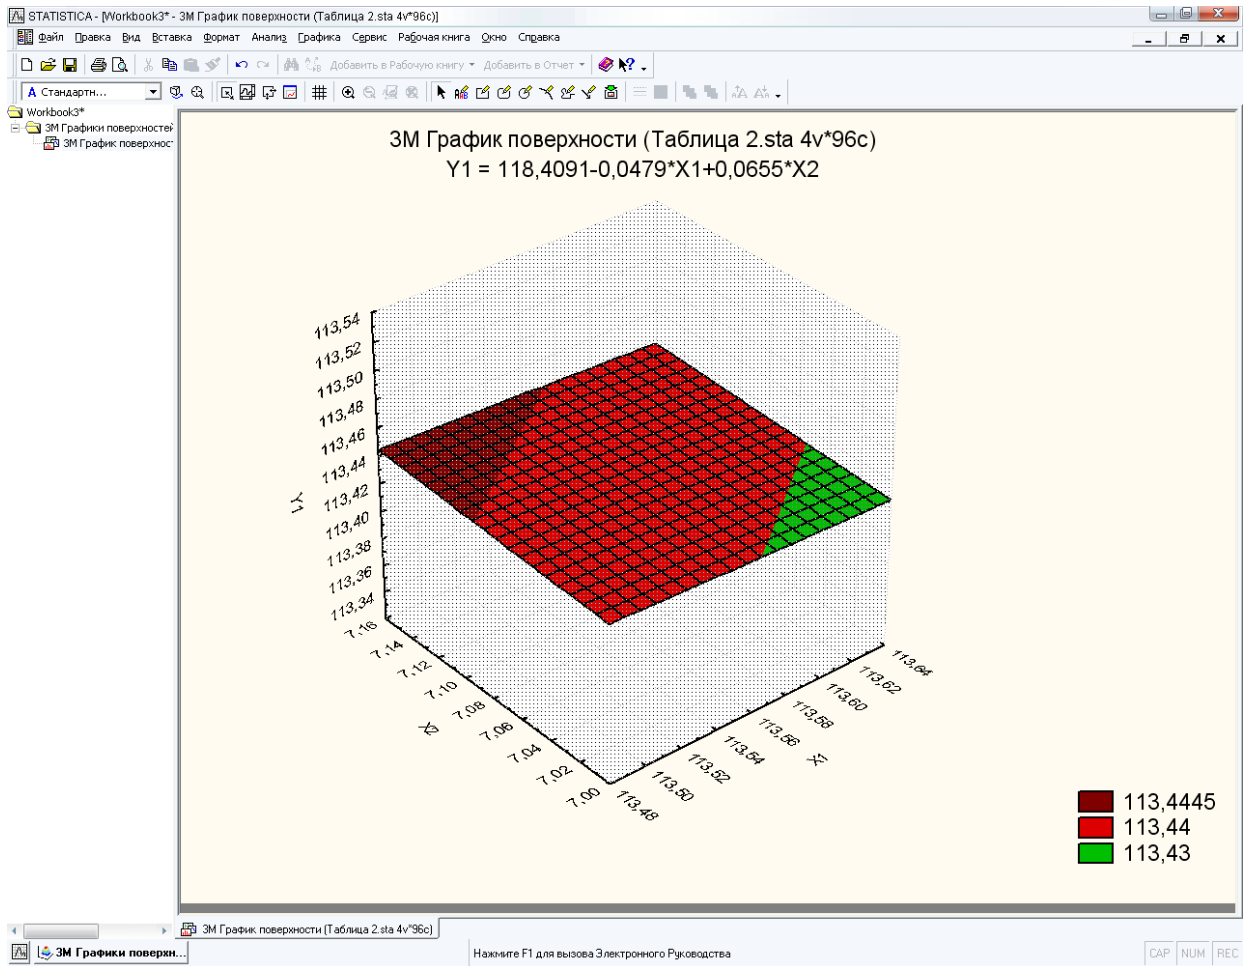 STATISTICA - [Workbook3* - 3М График поверхности (Таблица 2.sta 4v*96c)]
Файл Правка Вид Вставка Формат Анализ Графика Сервис Рабочая книга Окно Справка
Добавить в Рабочую книгу Добавить в Отчет
A Стандартн...
Workbook3*
3М Графики поверхностей
3М График поверхнос
3М График поверхности (Таблица 2.sta 4v*96c)
Y1 = 118,4091-0,0479*X1+0,0655*X2
113,54
113,52
113,50
113,48
113,46
113,44
113,42
113,40
113,38
113,36
113,34
Y1
7,16
7,14
7,12
7,10
7,08
7,06
7,04
7,02
7,00
X2
113,64
113,62
113,60
113,58
113,56
113,54
113,52
113,50
113,48
X1
113,4445
113,44
113,43
3М График поверхности (Таблица 2.sta 4v*96c)
3М Графики поверхн...
Нажмите F1 для вызова Электронного Руководства
CAP NUM REC